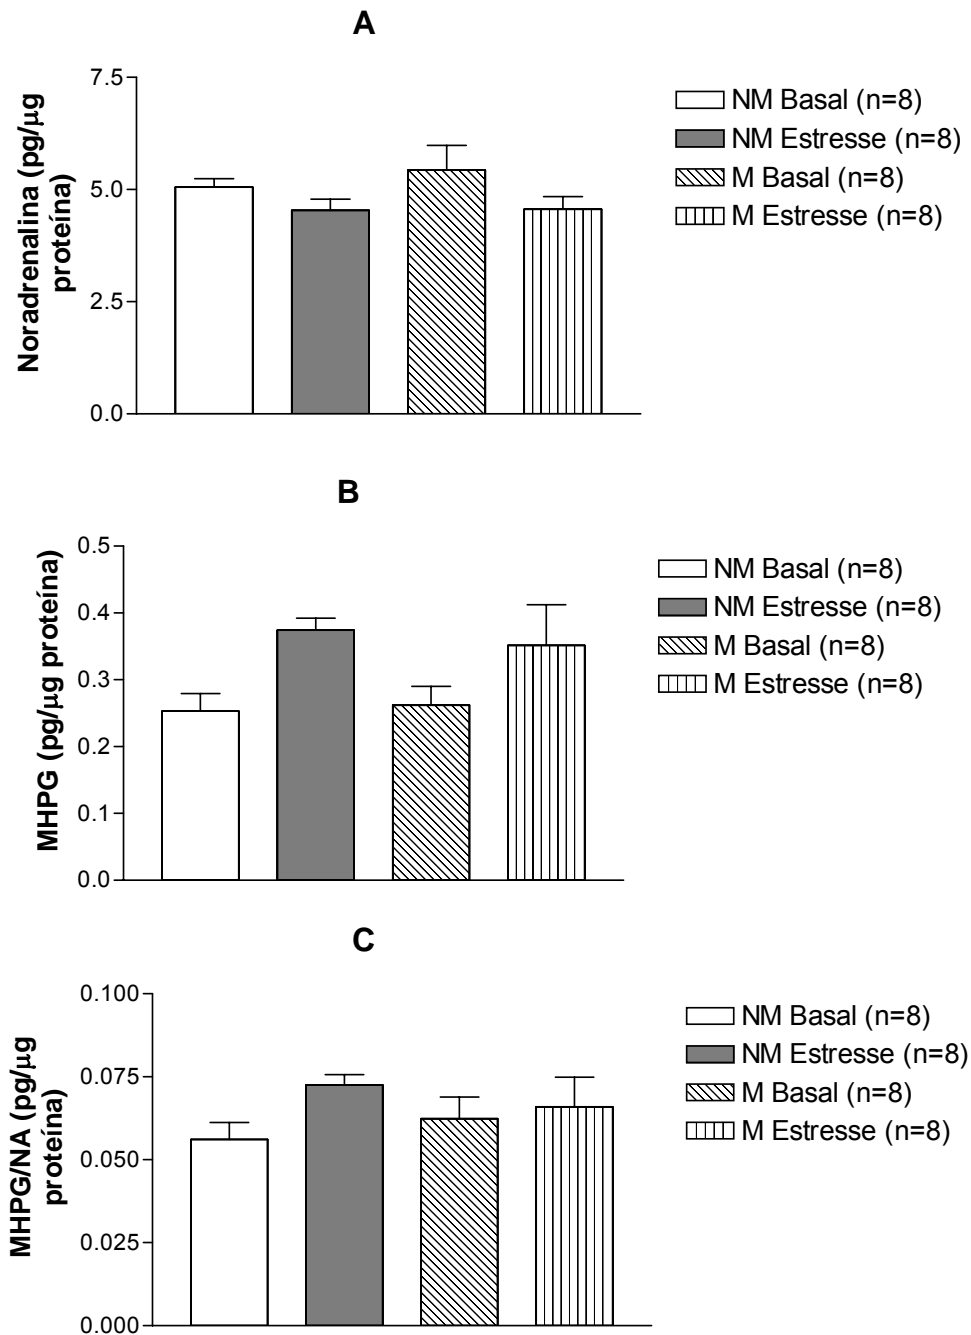 A
Noradrenalina (pg/μg
proteína)
7.5
5.0
2.5
0.0
NM Basal (n=8)
NM Estresse (n=8)
M Basal (n=8)
M Estresse (n=8)
B
MHPG (pg/μg proteína)
0.5
0.4
0.3
0.2
0.1
0.0
NM Basal (n=8)
NM Estresse (n=8)
M Basal (n=8)
M Estresse (n=8)
C
MHPG/NA (pg/μg
proteína)
0.100
0.075
0.050
0.025
0.000
NM Basal (n=8)
NM Estresse (n=8)
M Basal (n=8)
M Estresse (n=8)